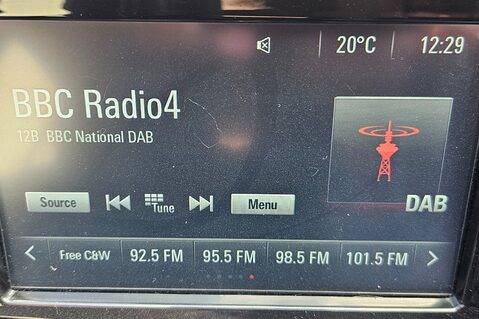 20°C 12:29
BBC Radio4
12B BBC National DAB
DAB
Source Tune Menu
Free C&W 92.5 FM 95.5 FM 98.5 FM 101.5 FM